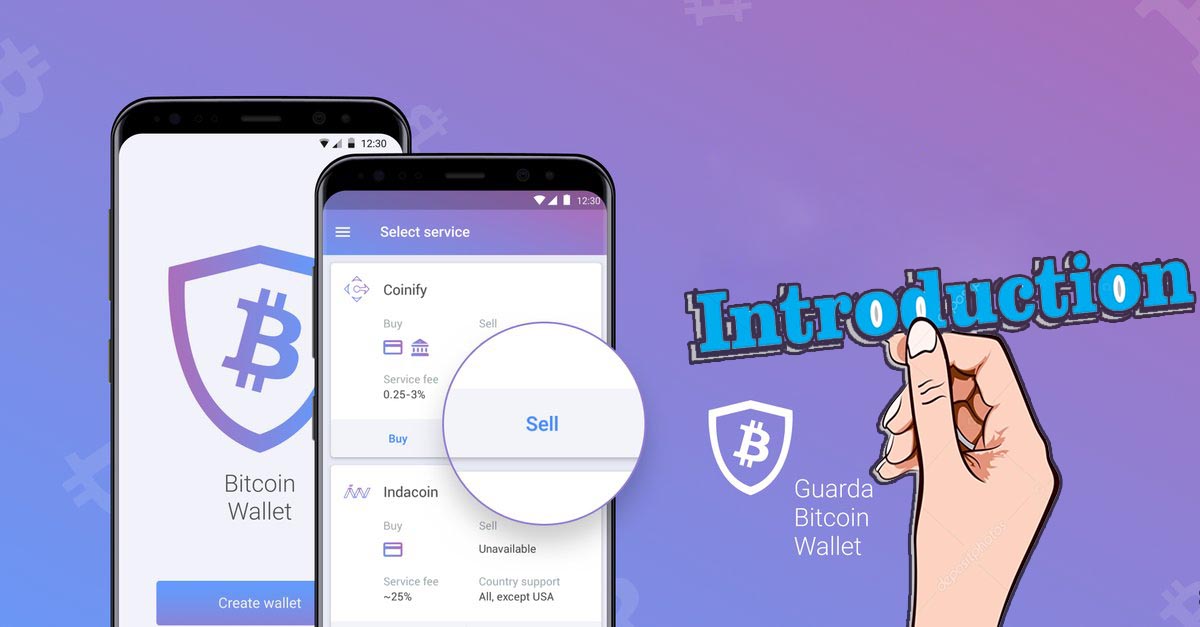 12:30
Bitcoin
Wallet
Create wallet
12:30
Select service
Coinify
Buy Sell
Service fee
0.25-3%
Buy
Sell
Indacoin
Buy Sell
Unavailable
Service fee Country support
~25% All, except USA
Introduction
Guarda
Bitcoin
Wallet
depositphotos